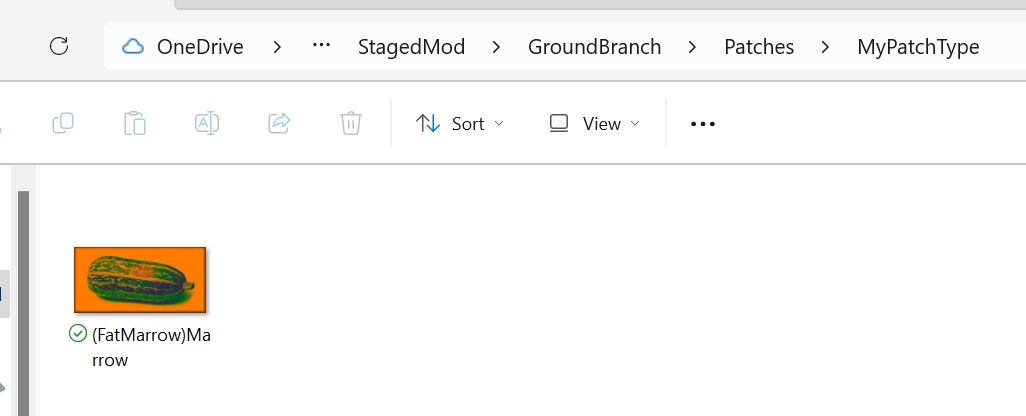 OneDrive > ... StagedMod > GroundBranch > Patches > MyPatchType
Sort View ...
(FatMarrow)Ma
rrow